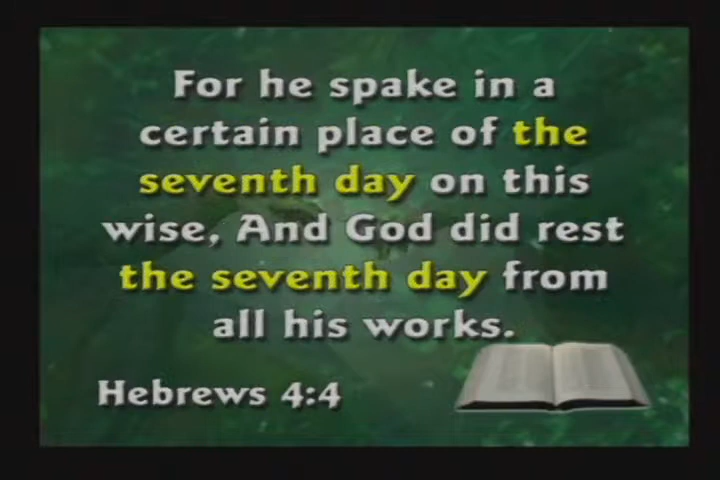 For he spake in a
certain place of the
seventh day on this
wise, And God did rest
the seventh day from
all his works.
Hebrews 4:4